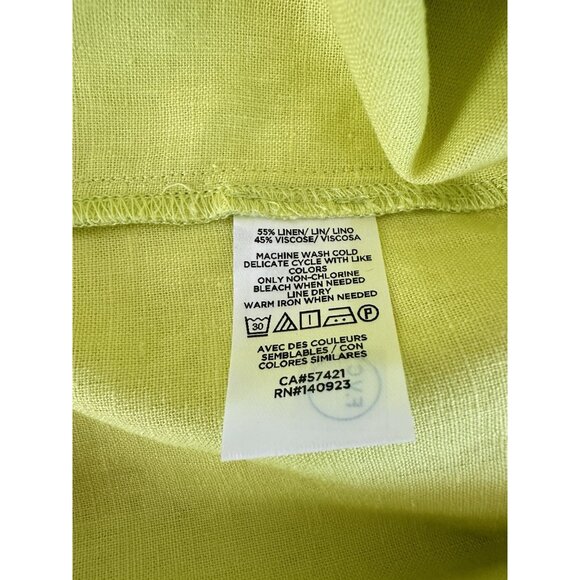 55% LINEN/ LIN/ LINO
45% VISCOSE/ VISCOSA
MACHINE WASH COLD
DELICATE CYCLE WITH LIKE
COLORS
ONLY NON-CHLORINE
BLEACH WHEN NEEDED
LINE DRY
WARM IRON WHEN NEEDED
30 P
AVEC DES COULEURS
SEMBLABLES / CON
COLORES SIMILARES
CA#57421
RN#140923